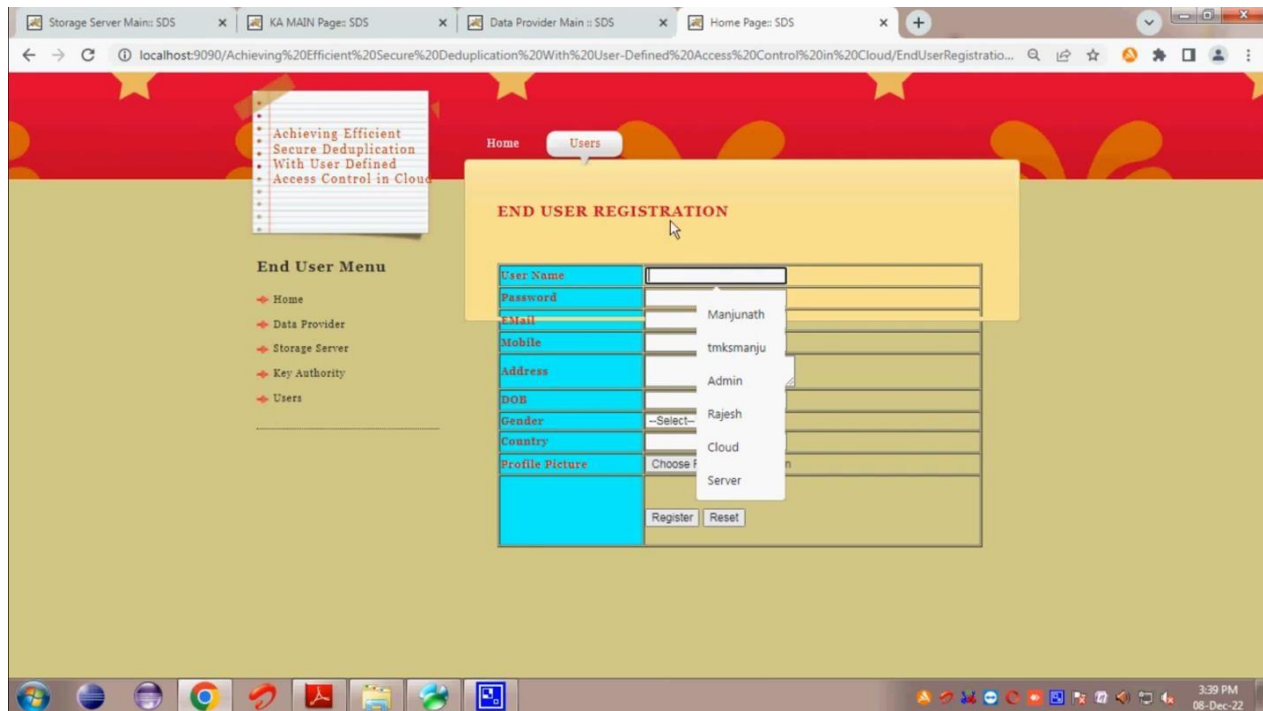 Storage Server Main:: SDS
KA MAIN Page:: SDS
Data Provider Main :: SDS
Home Page:: SDS
localhost:9090/Achieving%20Efficient%20Secure%20Deduplication%20With%20User-Defined%20Access%20Control%20in%20Cloud/EndUserRegistratio...
Achieving Efficient
Secure Deduplication
With User Defined
Access Control in Cloud
Home
Users
END USER REGISTRATION
End User Menu
Home
Data Provider
Storage Server
Key Authority
Users
User Name
Password
EMail
Mobile
Address
DOB
Gender
--Select--
Country
Profile Picture
Choose F
n
Manjunath
tmksmanju
Admin
Rajesh
Cloud
Server
Register
Reset
3:39 PM
08-Dec-22